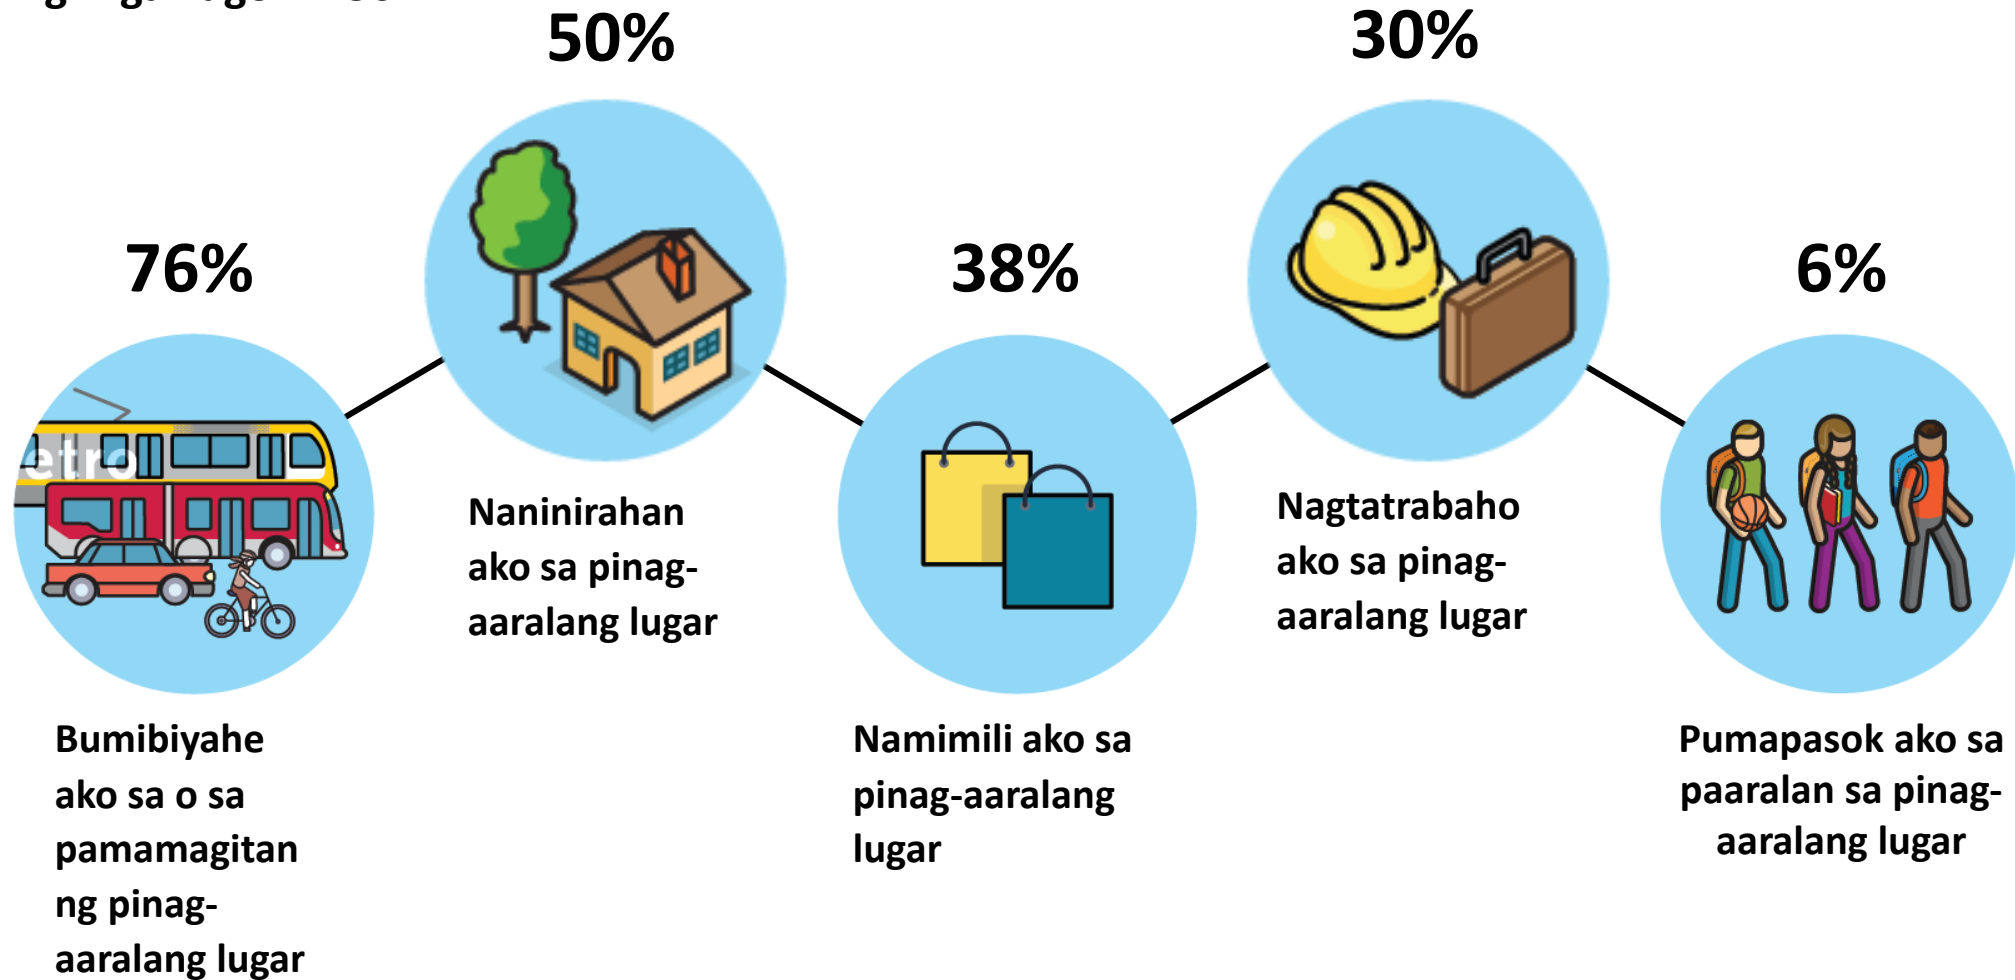 50%
30%
76%
38%
6%
etro
Naninirahan
ako sa pinag-
aaralang lugar
Nagtatrabaho
ako sa pinag-
aaralang lugar
Bumibiyahe
ako sa o sa
pamamagitan
ng pinag-
aaralang lugar
Namimili ako sa
pinag-aaralang
lugar
Pumapasok ako sa
paaralan sa pinag-
aaralang lugar